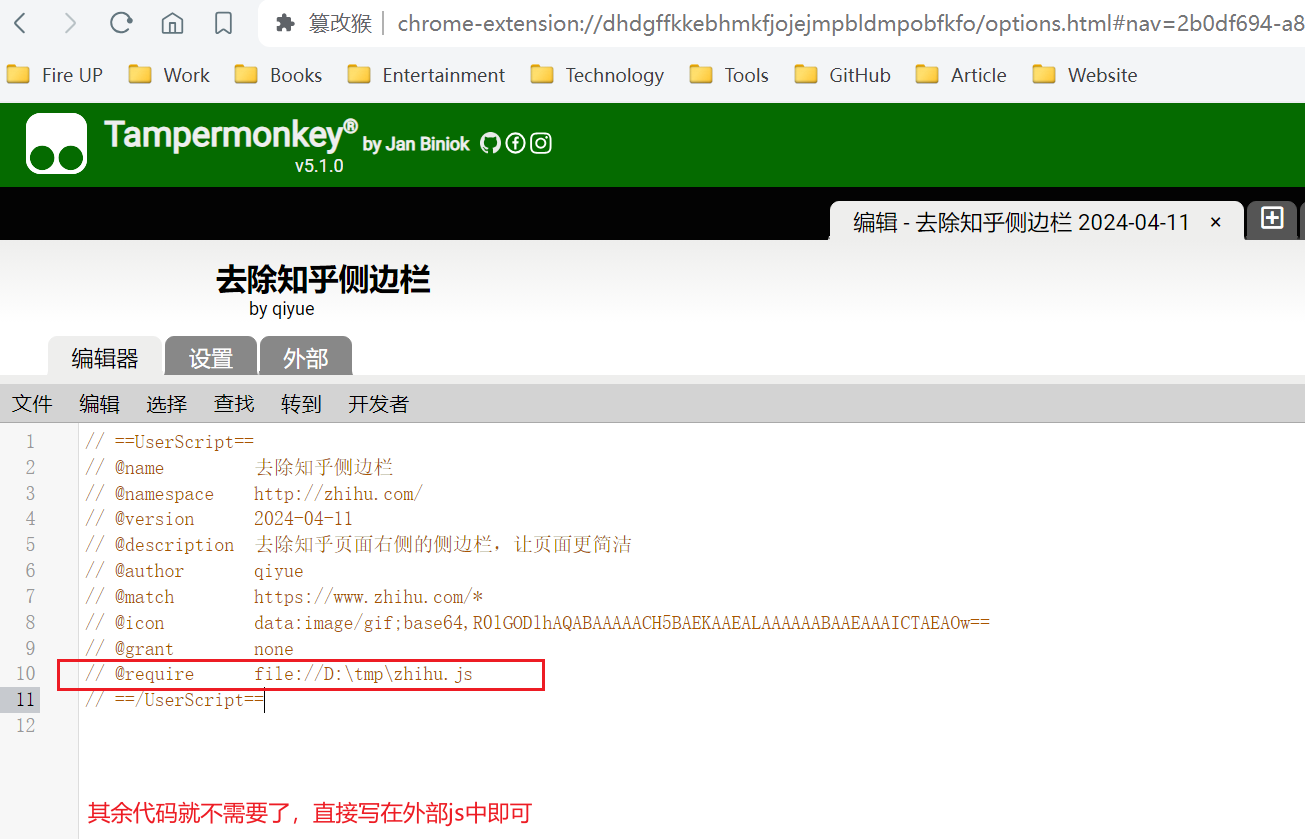 篡改猴 chrome-extension://dhdgffkkebhmkfjojejmpbldmpobfkfo/options.html#nav=2b0df694-a8
Fire UP Work Books Entertainment Technology Tools GitHub Article Website
Tampermonkey® by Jan Biniok
v5.1.0
编辑 - 去除知乎侧边栏 2024-04-11 ×
去除知乎侧边栏
by qiyue
编辑器 设置 外部
文件 编辑 选择 查找 转到 开发者
1 // ==UserScript==
2 // @name 去除知乎侧边栏
3 // @namespace http://zhihu.com/
4 // @version 2024-04-11
5 // @description 去除知乎页面右侧的侧边栏，让页面更简洁
6 // @author qiyue
7 // @match https://www.zhihu.com/*
8 // @icon data:image/gif;base64,R0lGODlhAQABAAAAACH5BAEKAAEALAAAAAABAAEAAAICTAEAOw==
9 // @grant none
10 // @require file://D:\tmp\zhihu.js
11 // ==/UserScript==
12
其余代码就不需要了，直接写在外部js中即可